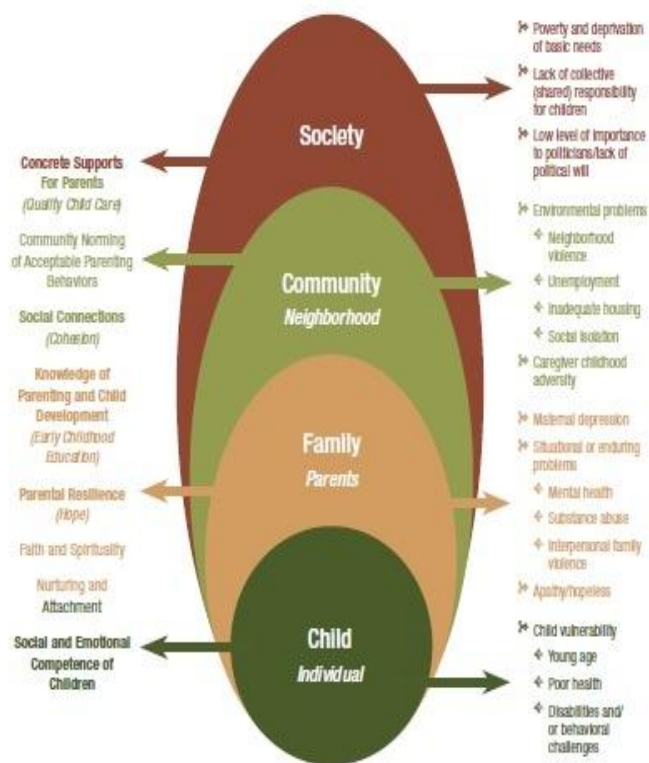 Society
Community
Neighborhood
Family
Parents
Child
Individual
Concrete Supports
For Parents
(Quality Child Care)
Community Norming
of Acceptable Parenting
Behaviors
Social Connections
(Cohesion)
Knowledge of
Parenting and Child
Development
(Early Childhood
Education)
Parental Resilience
(Hope)
Faith and Spirituality
Nurturing and
Attachment
Social and Emotional
Competence of
Children
Poverty and deprivation
of basic needs
Lack of collective
(shared) responsibility
for children
Low level of importance
to politicians/lack of
political will
Environmental problems
Neighborhood
violence
Unemployment
Inadequate housing
Social isolation
Caregiver childhood
adversity
Maternal depression
Situational or enduring
problems
Mental health
Substance abuse
Interpersonal family
violence
Apathy/hopeless
Child vulnerability
Young age
Poor health
Disabilities and/
or behavioral
challenges